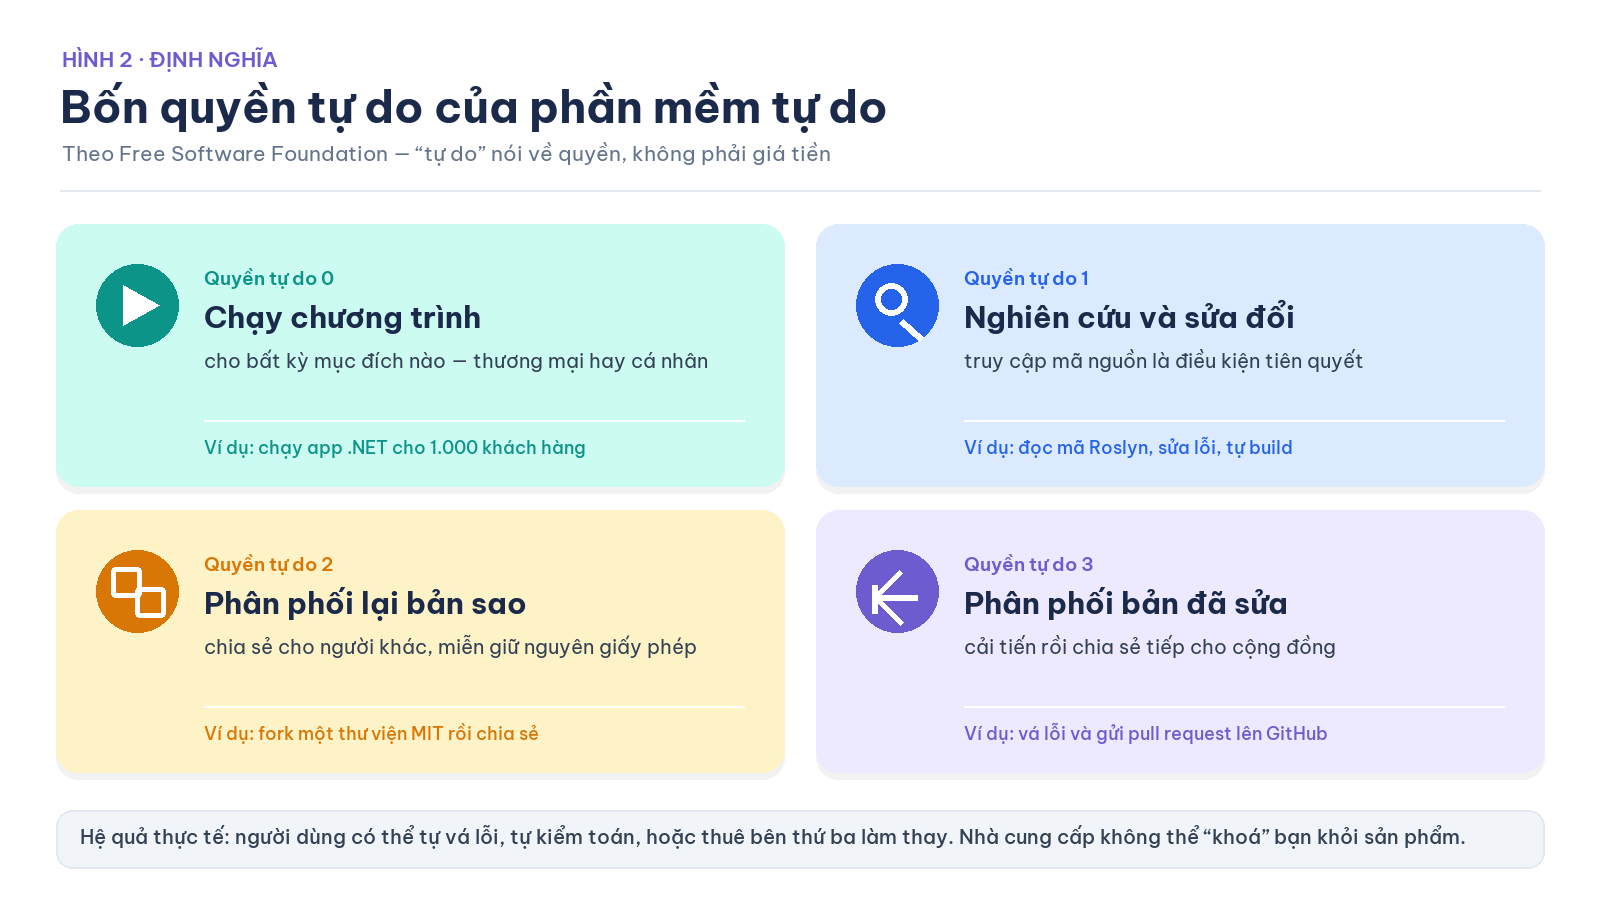 HÌNH 2 · ĐỊNH NGHĨA
Bốn quyền tự do của phần mềm tự do
Theo Free Software Foundation — “tự do” nói về quyền, không phải giá tiền
Quyền tự do 0
Chạy chương trình
cho bất kỳ mục đích nào — thương mại hay cá nhân
Ví dụ: chạy app .NET cho 1.000 khách hàng
Quyền tự do 1
Nghiên cứu và sửa đổi
truy cập mã nguồn là điều kiện tiên quyết
Ví dụ: đọc mã Roslyn, sửa lỗi, tự build
Quyền tự do 2
Phân phối lại bản sao
chia sẻ cho người khác, miễn giữ nguyên giấy phép
Ví dụ: fork một thư viện MIT rồi chia sẻ
Quyền tự do 3
Phân phối bản đã sửa
cải tiến rồi chia sẻ tiếp cho cộng đồng
Ví dụ: vá lỗi và gửi pull request lên GitHub
Hệ quả thực tế: người dùng có thể tự vá lỗi, tự kiểm toán, hoặc thuê bên thứ ba làm thay. Nhà cung cấp không thể “khoá” bạn khỏi sản phẩm.